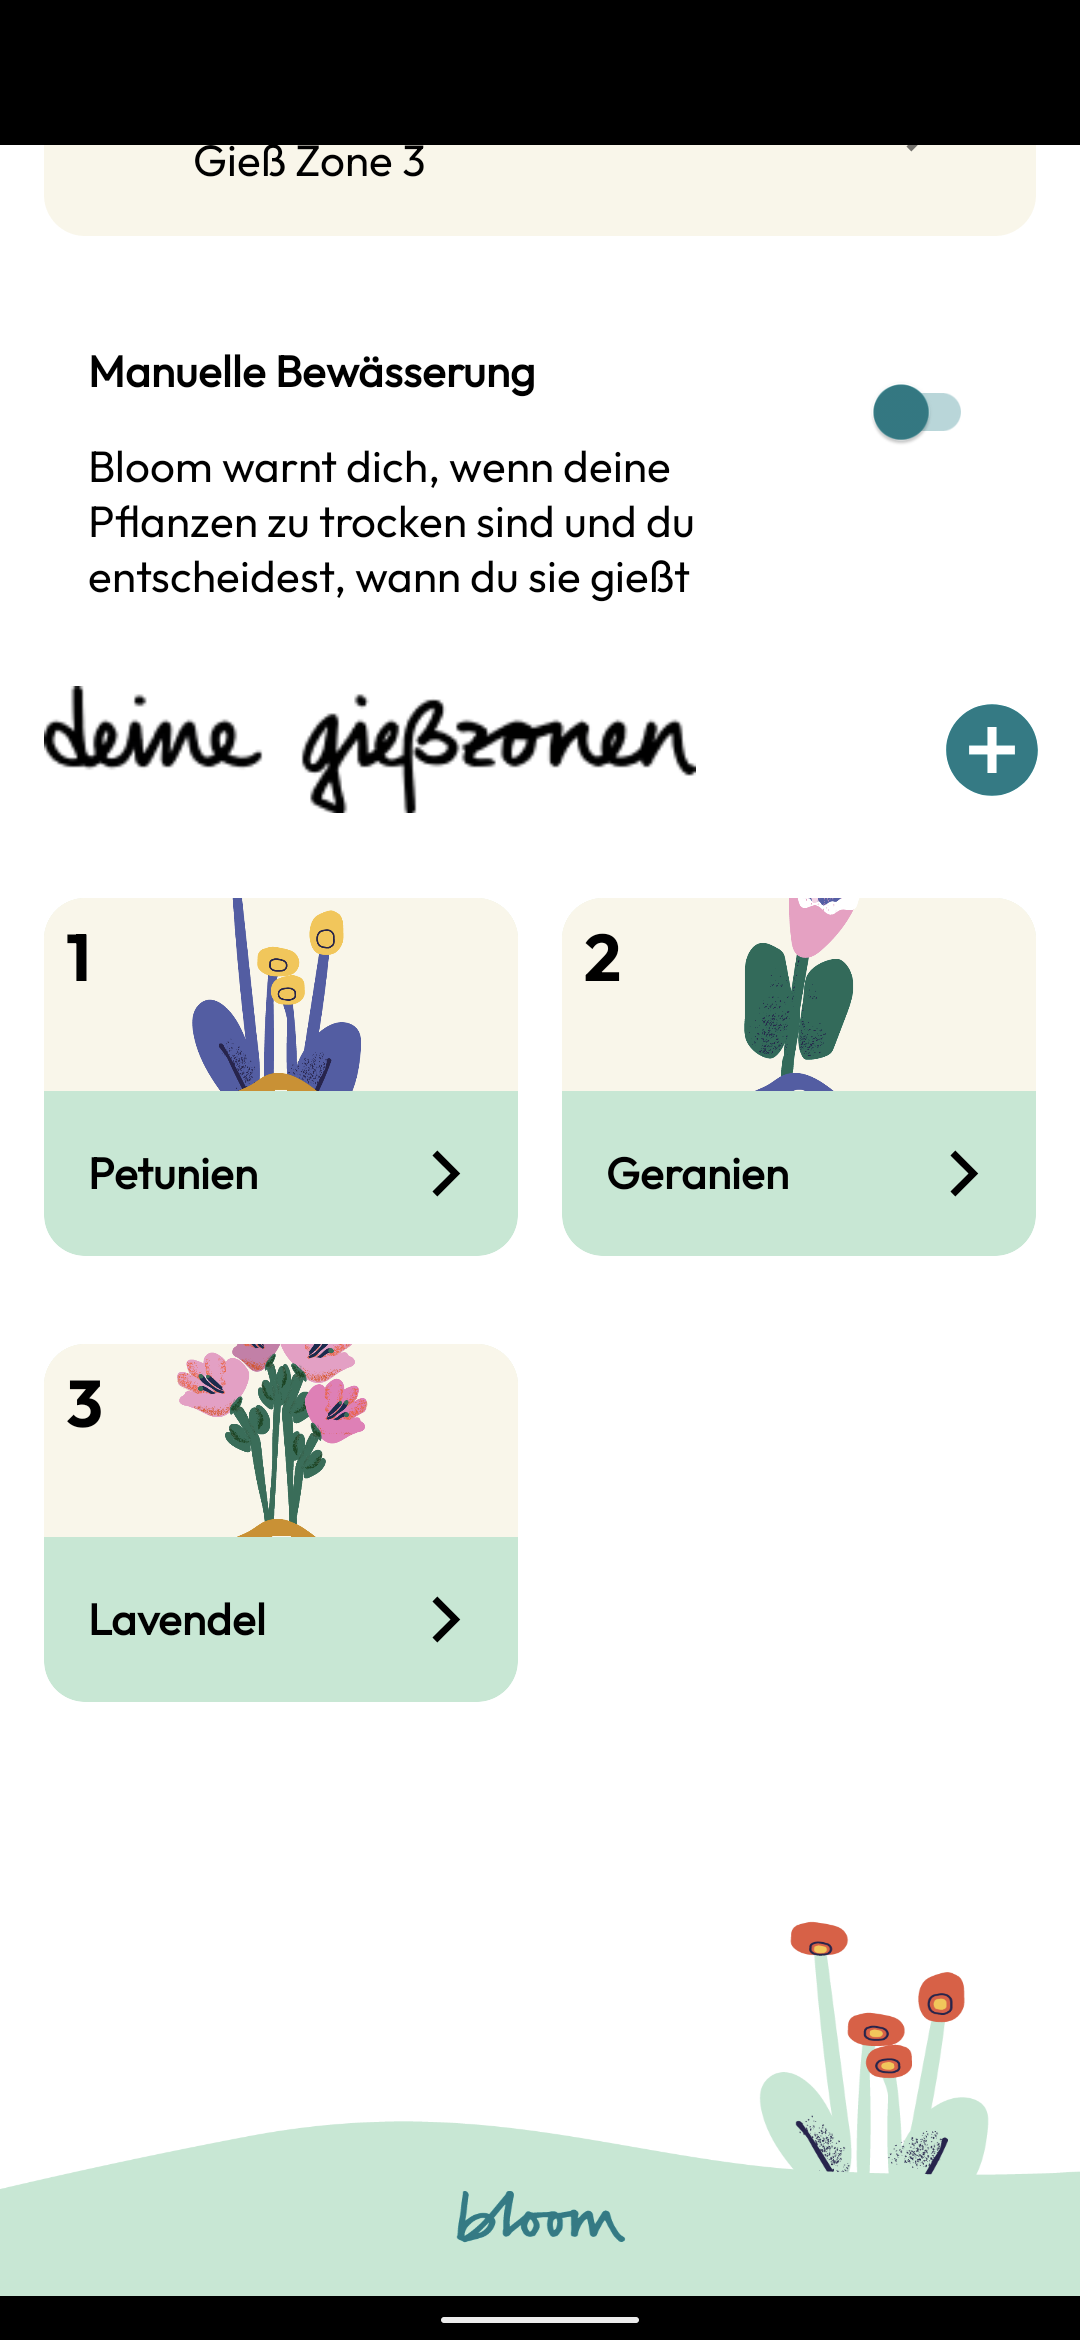 Gieß Zone 3
Manuelle Bewässerung
Bloom warnt dich, wenn deine
Pflanzen zu trocken sind und du
entscheidest, wann du sie gießt
deine gießzonen
1
2
Petunien
Geranien
3
Lavendel
bloom